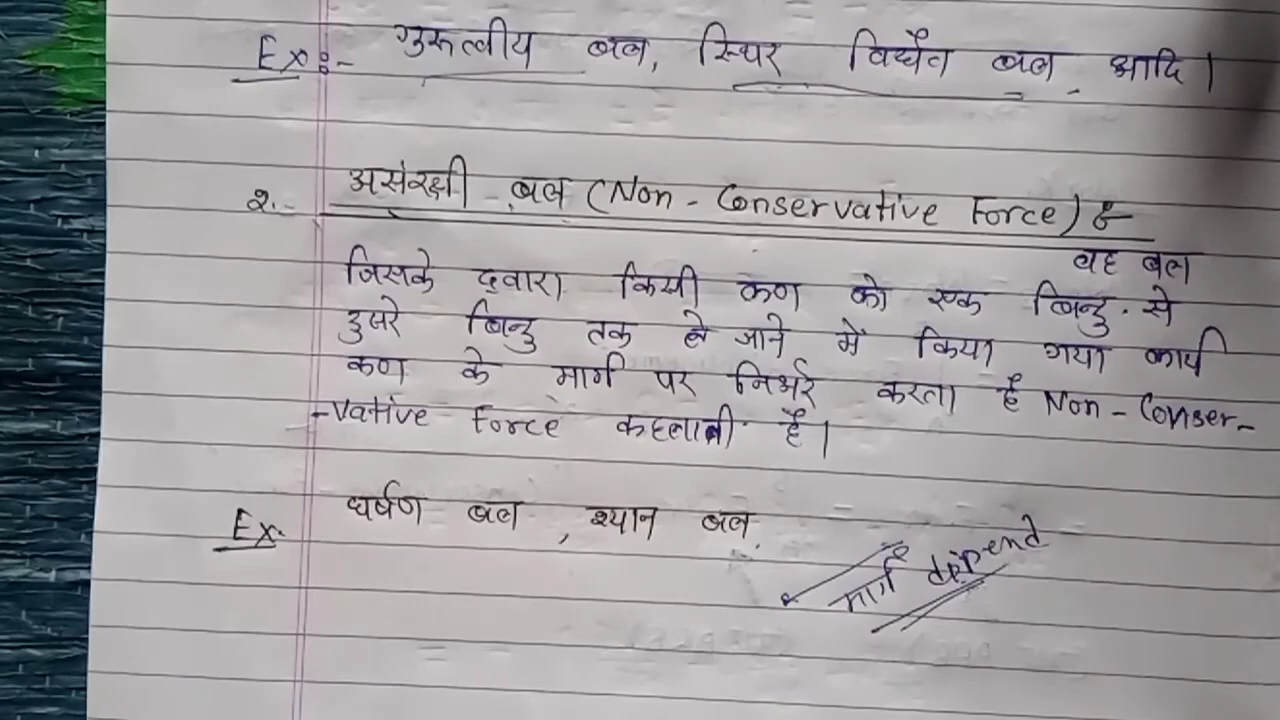 Ex:- गुरूत्वीय बल, स्थिर विधैत बल आदि।
२.- असंरक्षी बल (Non - Conservative Force) :-
वह बल
जिसके द्वारा किसी कण को एक बिन्दु से
दुसरे बिन्दु तक ले जाने में किया गया कार्य
कण के मार्ग पर निर्भर करता है Non - Conser-
-vative Force कहलाती है।
Ex. घर्षण बल , श्यान बल
मार्ग depend